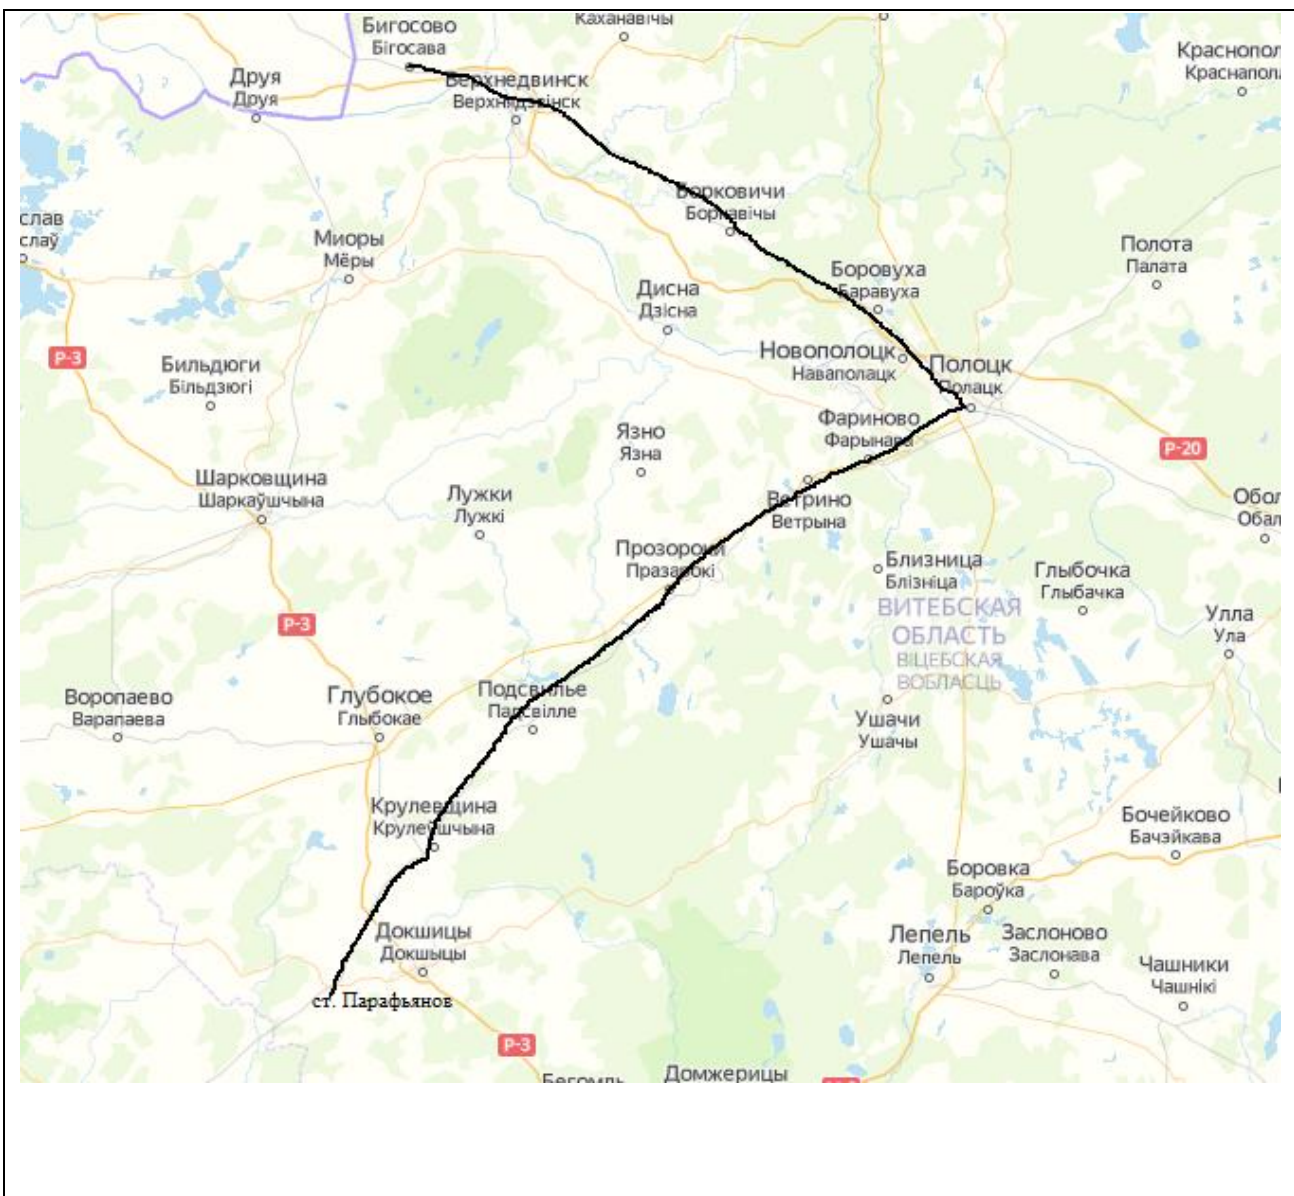 Каханавічы
Бигосово
Бігосава
Краснопол
Краснапол
Друя
Друя
Верхнедвинск
Верхнядзвінск
Борковичи
Боркавічы
слав
слаў
Миоры
Мёры
Полота
Палата
Боровуха
Баравуха
Дисна
Дзісна
Р-3
Новополоцк
Наваполацк
Полоцк
Полацк
Бильдюги
Більдзюгі
Фариново
Фарынава
Язно
Язна
Р-20
Шарковщина
Шаркаўшчына
Лужки
Лужкі
Ветрино
Ветрына
Обол
Обал
Прозороки
Празарокі
Близница
Блізніца
Глыбочка
Глыбачка
ВИТЕБСКАЯ
ОБЛАСТЬ
ВІЦЕБСКАЯ
ВОБЛАСЦЬ
Р-3
Улла
Ула
Воропаево
Варапаева
Глубокое
Глыбокае
Подсвилье
Падсвілле
Ушачи
Ушачы
Крулевщина
Крулеўшчына
Бочейково
Бачэйкава
Боровка
Бароўка
Докшицы
Докшыцы
Лепель
Лепель
Заслоново
Заслонава
Чашники
Чашнікі
ст. Парафьянов
Р-3
Бегомль
Домжерицы